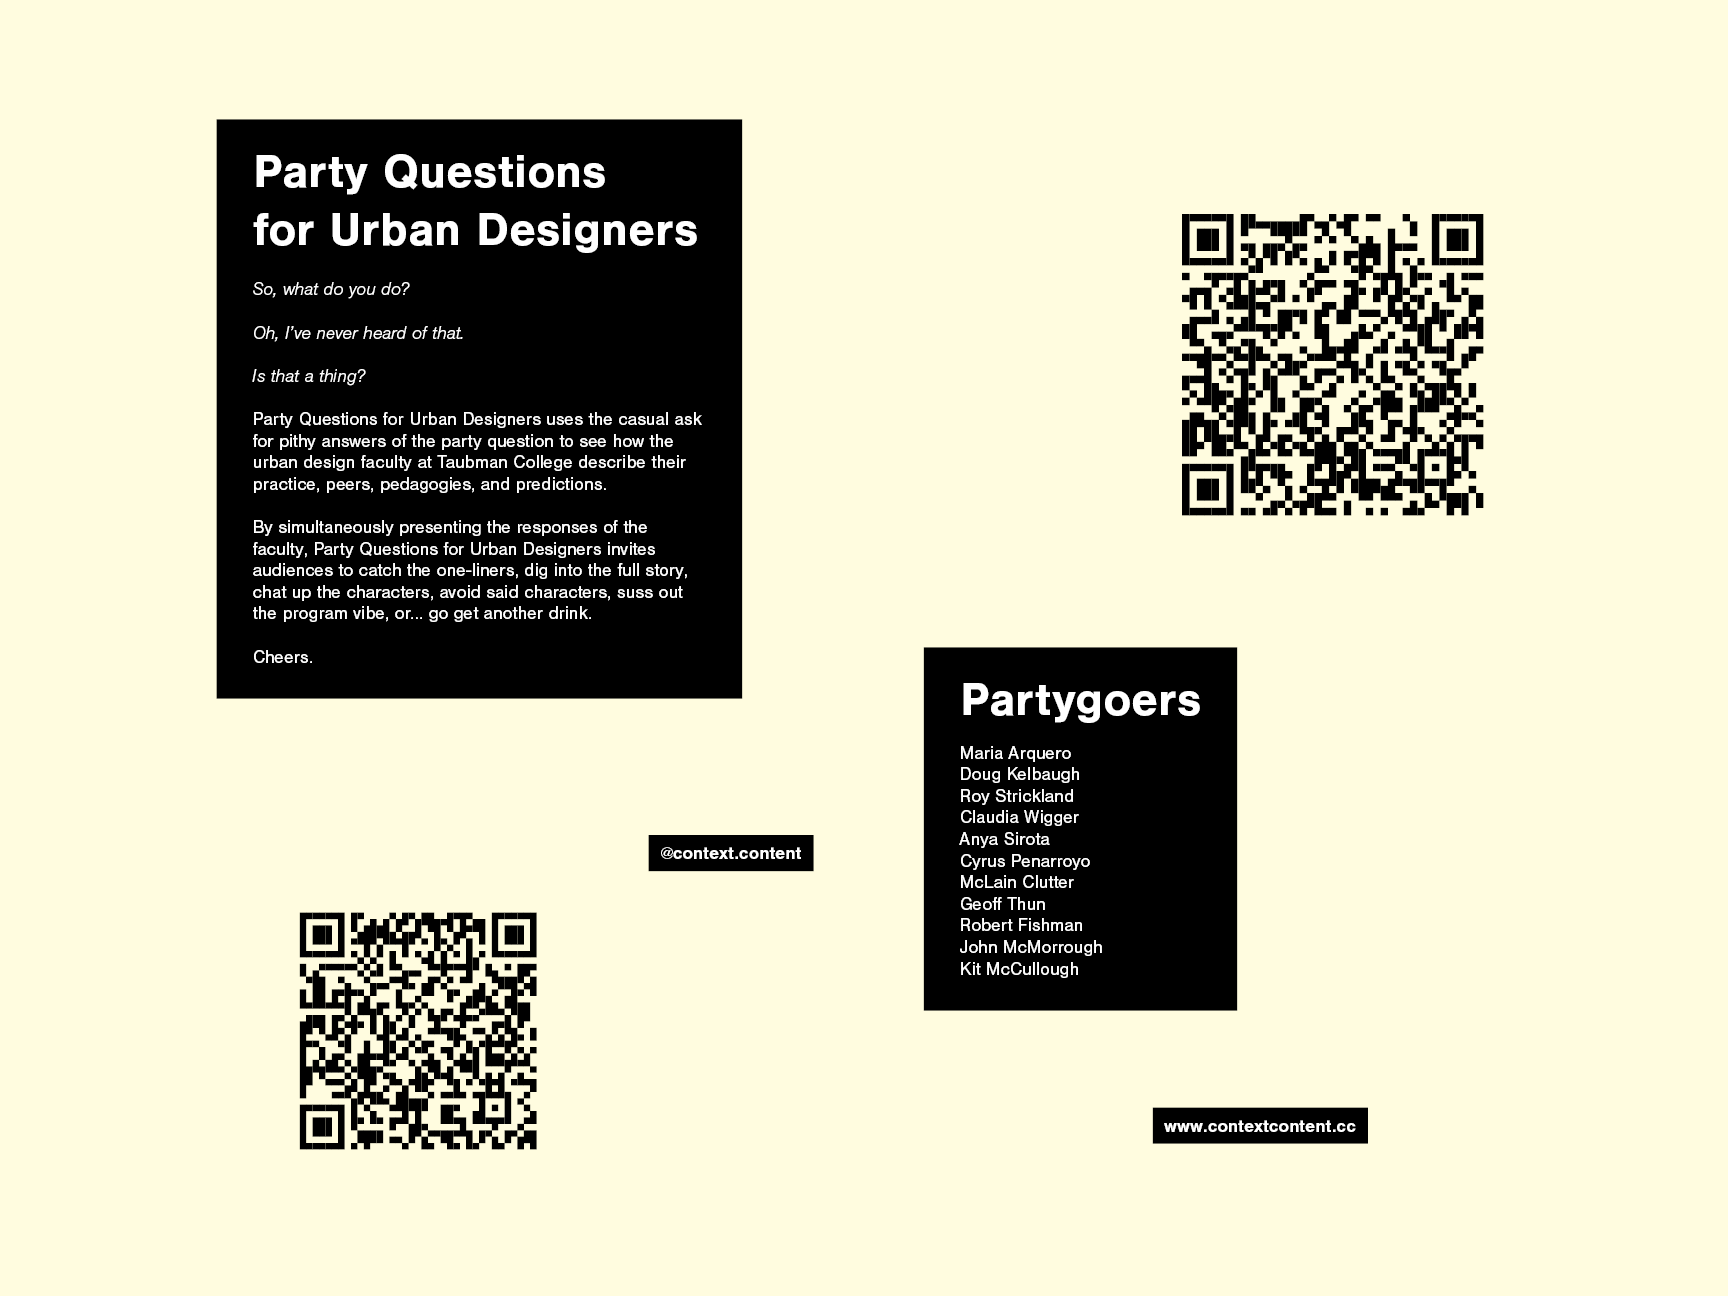 Party Questions
for Urban Designers
So, what do you do?
Oh, I've never heard of that.
Is that a thing?
Party Questions for Urban Designers uses the casual ask
for pithy answers of the party question to see how the
urban design faculty at Taubman College describe their
practice, peers, pedagogies, and predictions.
By simultaneously presenting the responses of the
faculty, Party Questions for Urban Designers invites
audiences to catch the one-liners, dig into the full story,
chat up the characters, avoid said characters, suss out
the program vibe, or... go get another drink.
Cheers.
Partygoers
Maria Arquero
Doug Kelbaugh
Roy Strickland
Claudia Wigger
Anya Sirota
Cyrus Penarroyo
McLain Clutter
Geoff Thun
Robert Fishman
John McMorrough
Kit McCullough
@context.content
www.contextcontent.cc